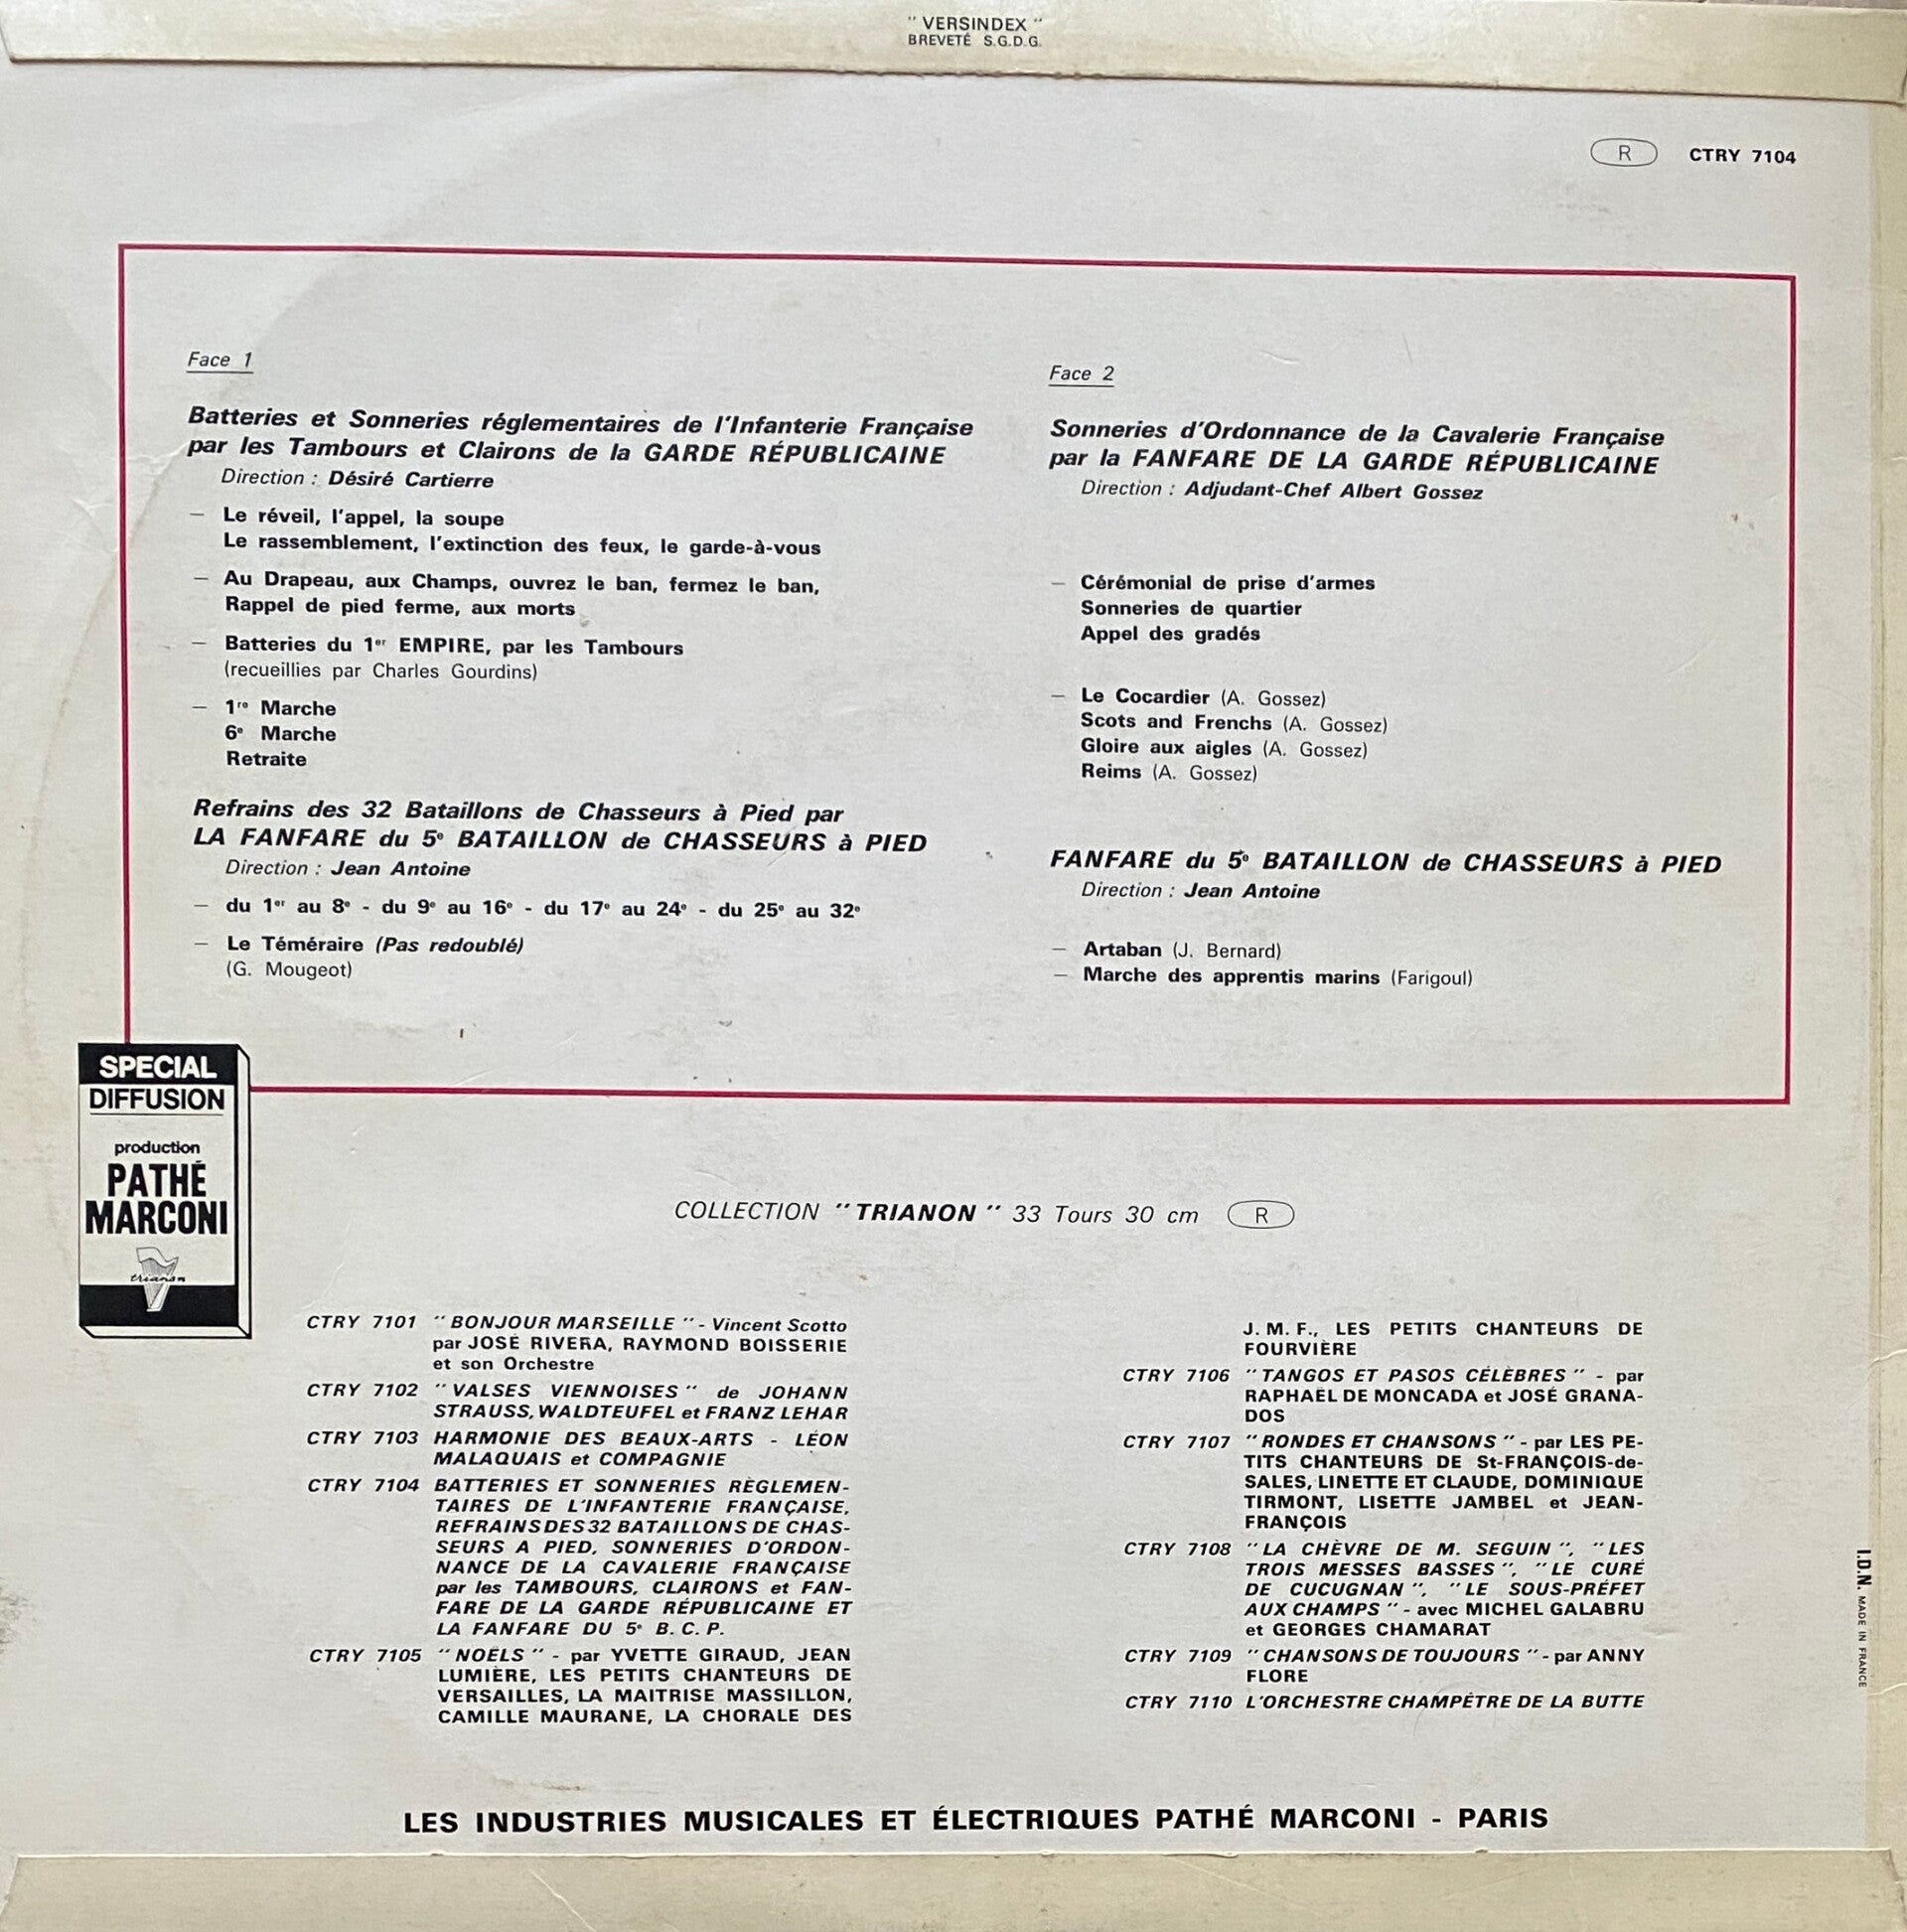 " VERSINDEX "
BREVETÉ S.G.D.G.
R CTRY 7104
Face 1
Batteries et Sonneries réglementaires de l'Infanterie Française
par les Tambours et Clairons de la GARDE RÉPUBLICAINE
Direction : Désiré Cartierre
— Le réveil, l'appel, la soupe
Le rassemblement, l'extinction des feux, le garde-à-vous
— Au Drapeau, aux Champs, ouvrez le ban, fermez le ban,
Rappel de pied ferme, aux morts
— Batteries du 1er EMPIRE, par les Tambours
(recueillies par Charles Gourdins)
— 1re Marche
6e Marche
Retraite
Refrains des 32 Bataillons de Chasseurs à Pied par
LA FANFARE du 5e BATAILLON de CHASSEURS à PIED
Direction : Jean Antoine
— du 1er au 8e - du 9e au 16e - du 17e au 24e - du 25e au 32e
— Le Téméraire (Pas redoublé)
(G. Mougeot)
Face 2
Sonneries d'Ordonnance de la Cavalerie Française
par la FANFARE DE LA GARDE RÉPUBLICAINE
Direction : Adjudant-Chef Albert Gossez
— Cérémonial de prise d'armes
Sonneries de quartier
Appel des gradés
— Le Cocardier (A. Gossez)
Scots and Frenchs (A. Gossez)
Gloire aux aigles (A. Gossez)
Reims (A. Gossez)
FANFARE du 5e BATAILLON de CHASSEURS à PIED
Direction : Jean Antoine
— Artaban (J. Bernard)
— Marche des apprentis marins (Farigoul)
SPECIAL
DIFFUSION
production
PATHÉ
MARCONI
trianon
COLLECTION " TRIANON " 33 Tours 30 cm R
CTRY 7101 " BONJOUR MARSEILLE " - Vincent Scotto
par JOSÉ RIVERA, RAYMOND BOISSERIE
et son Orchestre
CTRY 7102 " VALSES VIENNOISES " de JOHANN
STRAUSS, WALDTEUFEL et FRANZ LEHAR
CTRY 7103 HARMONIE DES BEAUX-ARTS - LÉON
MALAQUAIS et COMPAGNIE
CTRY 7104 BATTERIES ET SONNERIES RÈGLEMEN-
TAIRES DE L'INFANTERIE FRANÇAISE,
REFRAINS DES 32 BATAILLONS DE CHAS-
SEURS A PIED, SONNERIES D'ORDON-
NANCE DE LA CAVALERIE FRANÇAISE
par les TAMBOURS, CLAIRONS et FAN-
FARE DE LA GARDE RÉPUBLICAINE ET
LA FANFARE DU 5e B. C. P.
CTRY 7105 " NOËLS " - par YVETTE GIRAUD, JEAN
LUMIÈRE, LES PETITS CHANTEURS DE
VERSAILLES, LA MAITRISE MASSILLON,
CAMILLE MAURANE, LA CHORALE DES
J. M. F., LES PETITS CHANTEURS DE
FOURVIÈRE
CTRY 7106 " TANGOS ET PASOS CÉLÈBRES " - par
RAPHAËL DE MONCADA et JOSÉ GRANA-
DOS
CTRY 7107 " RONDES ET CHANSONS " - par LES PE-
TITS CHANTEURS DE St-FRANÇOIS-de-
SALES, LINETTE ET CLAUDE, DOMINIQUE
TIRMONT, LISETTE JAMBEL et JEAN-
FRANÇOIS
CTRY 7108 " LA CHÈVRE DE M. SEGUIN ", " LES
TROIS MESSES BASSES ", " LE CURÉ
DE CUCUGNAN ", " LE SOUS-PRÉFET
AUX CHAMPS " - avec MICHEL GALABRU
et GEORGES CHAMARAT
CTRY 7109 " CHANSONS DE TOUJOURS " - par ANNY
FLORE
CTRY 7110 L'ORCHESTRE CHAMPÊTRE DE LA BUTTE
I.D.N. MADE IN FRANCE
LES INDUSTRIES MUSICALES ET ÉLECTRIQUES PATHÉ MARCONI - PARIS